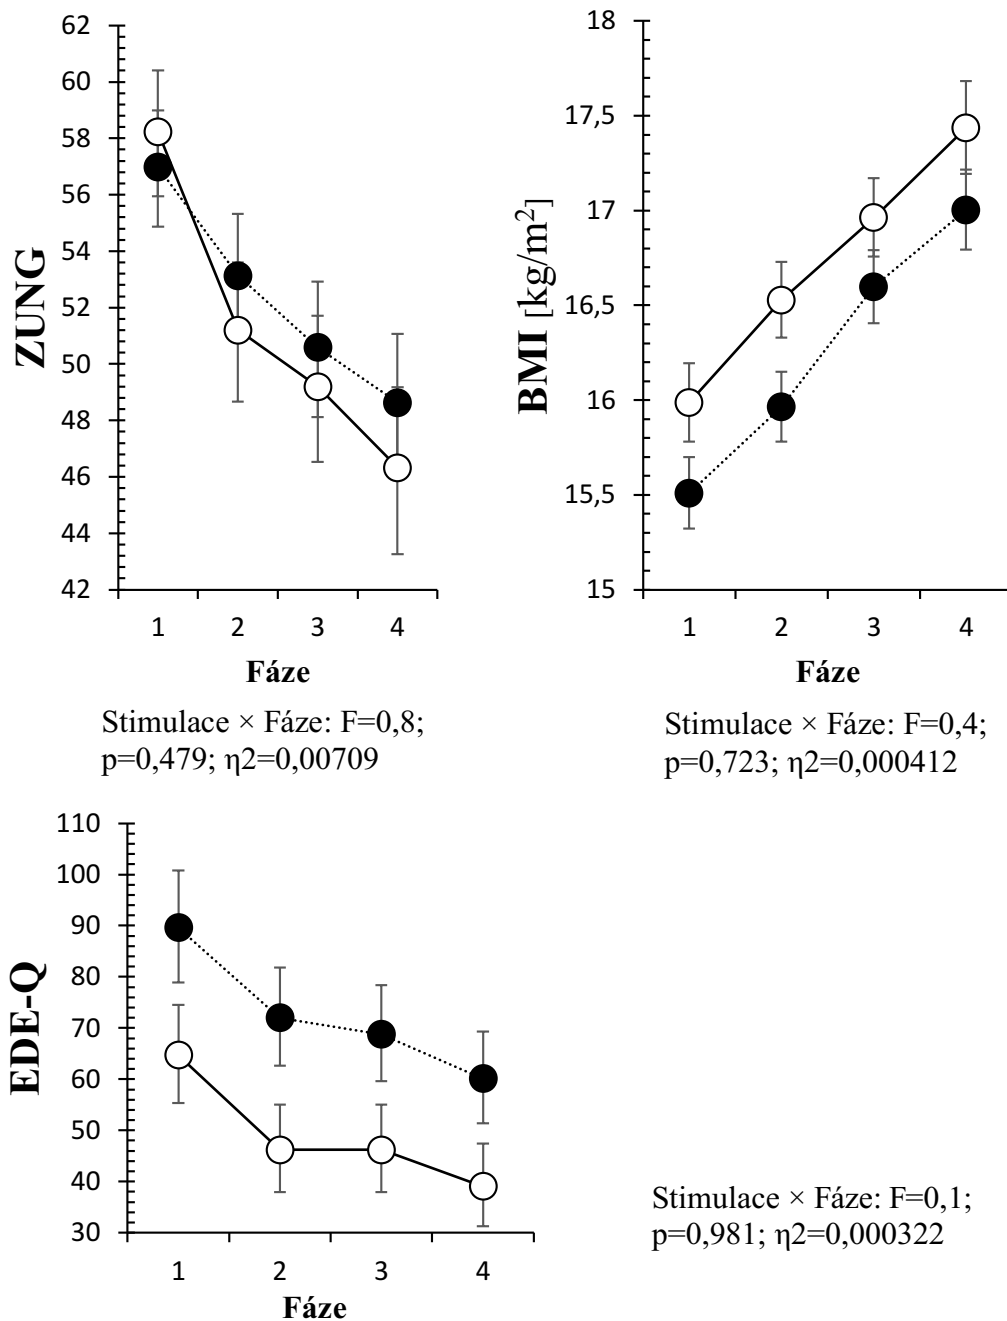 62
60
58
56
54
52
50
48
46
44
42
ZUNG
1 2 3 4
Fáze
Stimulace × Fáze: F=0,8;
p=0,479; η2=0,00709
18
17,5
17
16,5
16
15,5
15
BMI [kg/m²]
1 2 3 4
Fáze
Stimulace × Fáze: F=0,4;
p=0,723; η2=0,000412
110
100
90
80
70
60
50
40
30
EDE-Q
1 2 3 4
Fáze
Stimulace × Fáze: F=0,1;
p=0,981; η2=0,000322